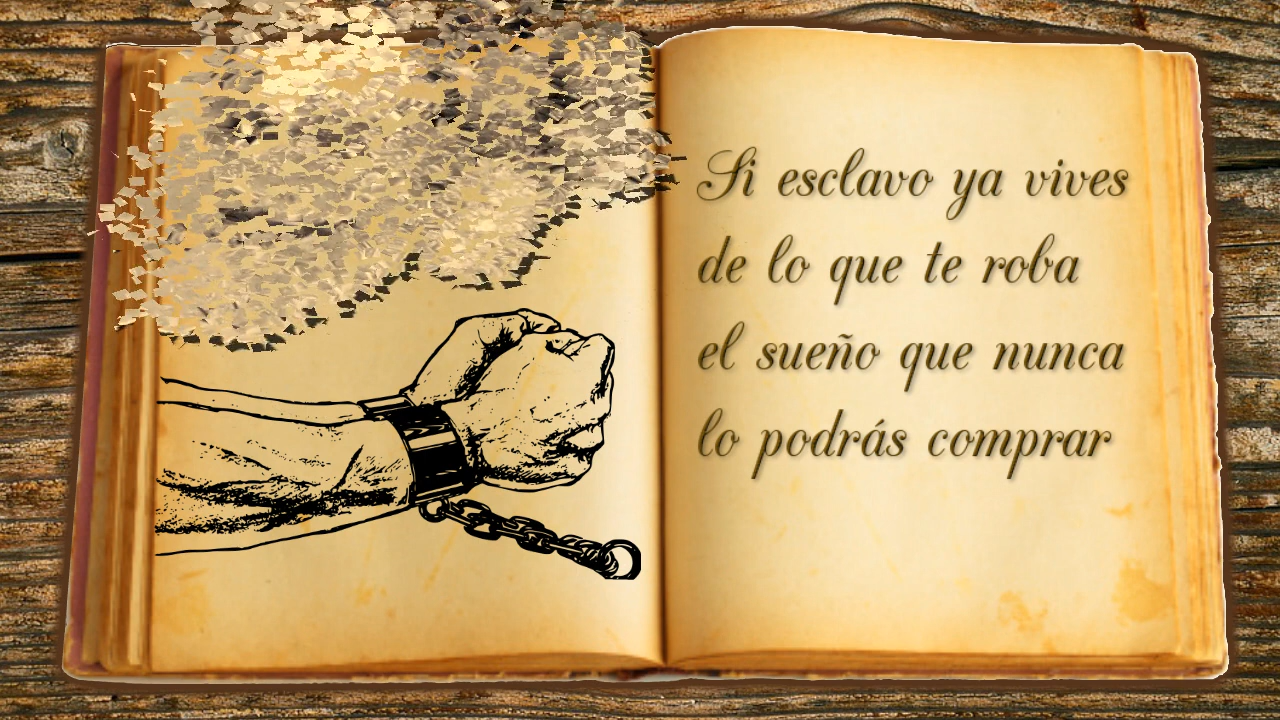 Si esclavo ya vives
de lo que te roba
el sueño que nunca
lo podrás comprar